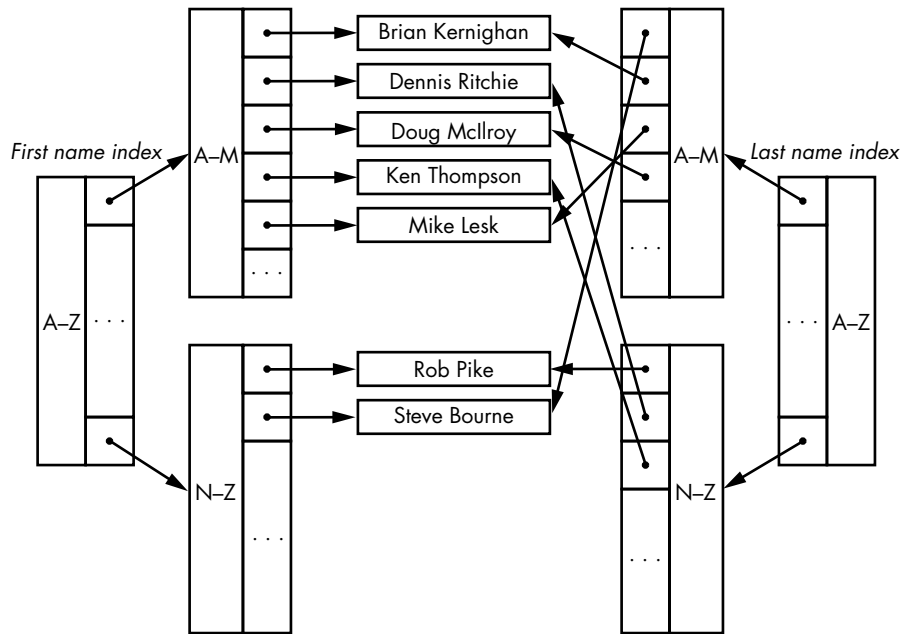 Brian Kernighan
Dennis Ritchie
Doug McIlroy
First name index
A–M
A–M
Last name index
Ken Thompson
Mike Lesk
. . .
. . .
A–Z
. . .
. . .
A–Z
Rob Pike
Steve Bourne
N–Z
. . .
. . .
N–Z